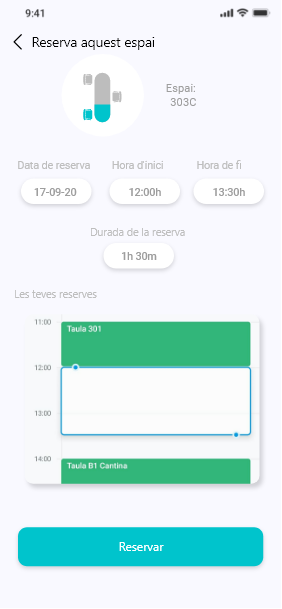 9:41
Reserva aquest espai
Espai:
303C
Data de reserva Hora d'inici Hora de fi
17-09-20 12:00h 13:30h
Durada de la reserva
1h 30m
Les teves reserves
11:00 Taula 301
12:00
13:00
14:00 Taula B1 Cantina
Reservar